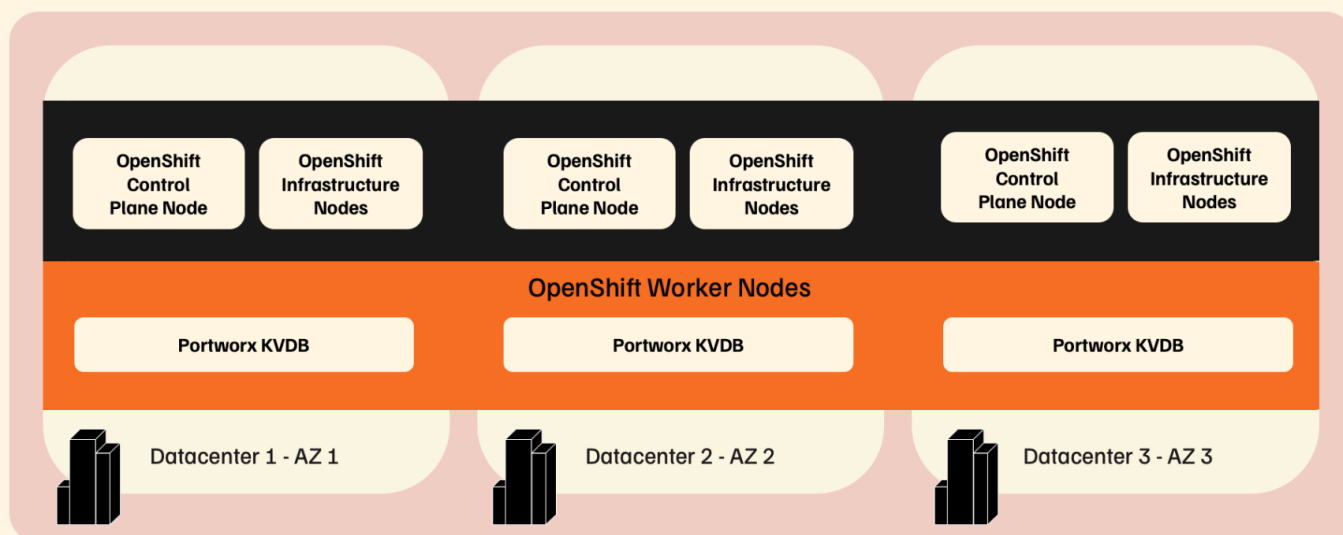 OpenShift
Control
Plane Node
OpenShift
Infrastructure
Nodes
OpenShift
Control
Plane Node
OpenShift
Infrastructure
Nodes
OpenShift
Control
Plane Node
OpenShift
Infrastructure
Nodes
OpenShift Worker Nodes
Portworx KVDB
Portworx KVDB
Portworx KVDB
Datacenter 1 - AZ 1
Datacenter 2 - AZ 2
Datacenter 3 - AZ 3